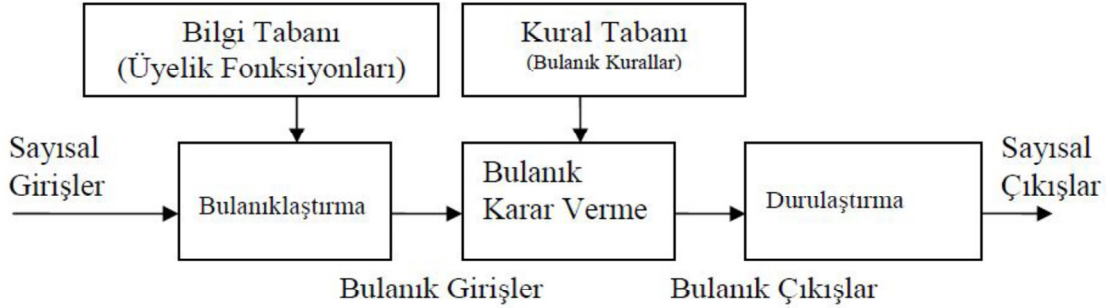 Bilgi Tabanı
(Üyelik Fonksiyonları)
Kural Tabanı
(Bulanık Kurallar)
Sayısal
Girişler
Bulanıklaştırma
Bulanık
Karar Verme
Durulaştırma
Sayısal
Çıkışlar
Bulanık Girişler
Bulanık Çıkışlar